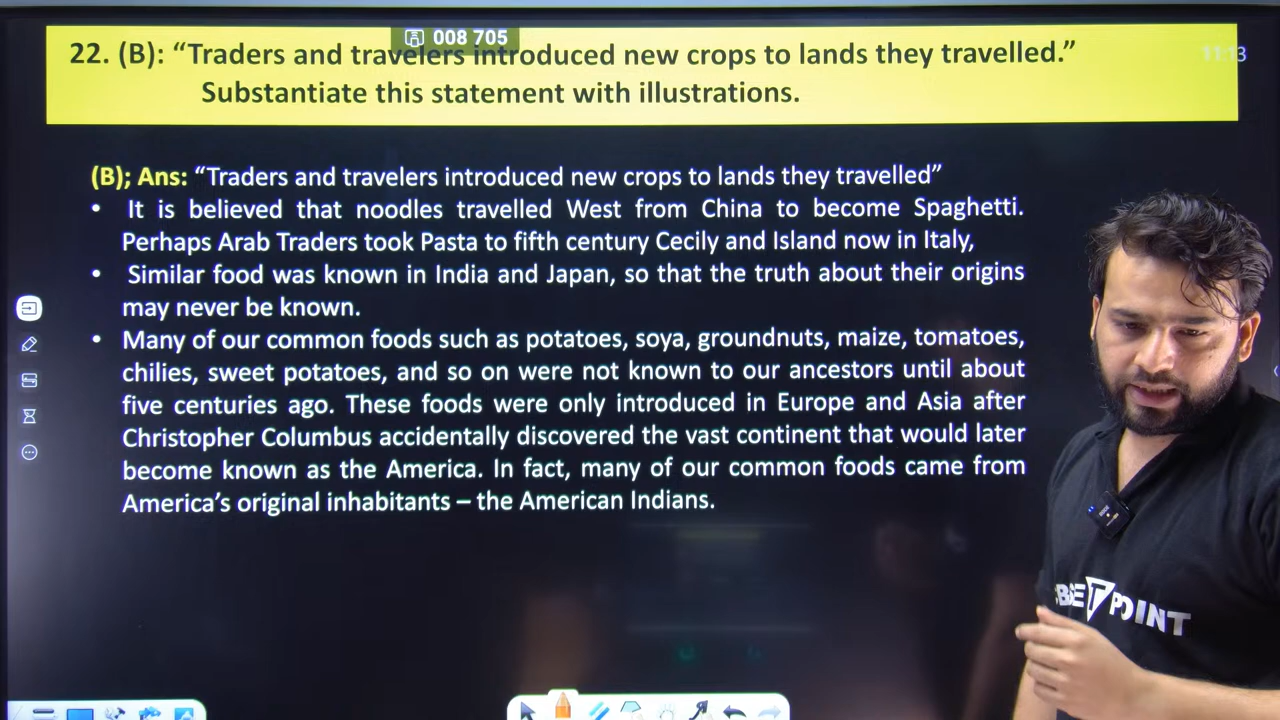 008 705
11:13
22. (B): “Traders and travelers introduced new crops to lands they travelled.”
Substantiate this statement with illustrations.
(B); Ans: “Traders and travelers introduced new crops to lands they travelled”
• It is believed that noodles travelled West from China to become Spaghetti.
Perhaps Arab Traders took Pasta to fifth century Cecily and Island now in Italy,
• Similar food was known in India and Japan, so that the truth about their origins
may never be known.
• Many of our common foods such as potatoes, soya, groundnuts, maize, tomatoes,
chilies, sweet potatoes, and so on were not known to our ancestors until about
five centuries ago. These foods were only introduced in Europe and Asia after
Christopher Columbus accidentally discovered the vast continent that would later
become known as the America. In fact, many of our common foods came from
America’s original inhabitants – the American Indians.
POINT